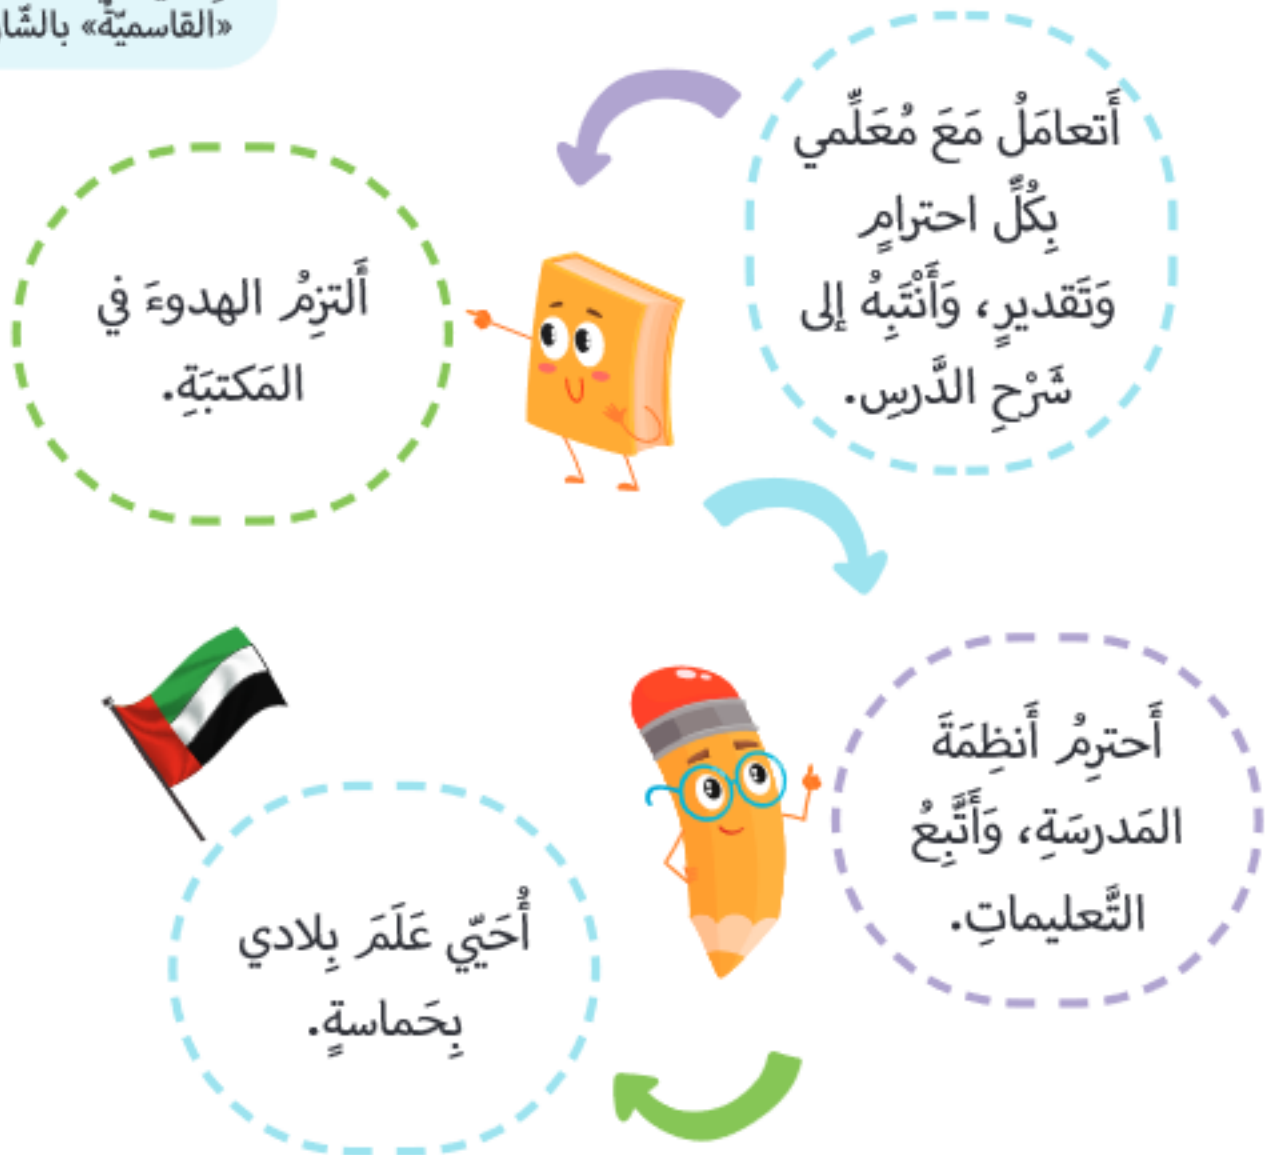 «القاسميّةُ»
أَتعامَلُ مَعَ مُعَلِّمي
بِكُلِّ احترامٍ
وَتَقديرٍ، وَأَنْتَبِهُ إلى
شَرْحِ الدَّرسِ.
أَلتزِمُ الهدوءَ في
المَكتبَةِ.
أَحترِمُ أَنظِمَةَ
المَدرسَةِ، وَأَتَّبِعُ
التَّعليماتِ.
أُحَيّي عَلَمَ بِلادي
بِحَماسةٍ.